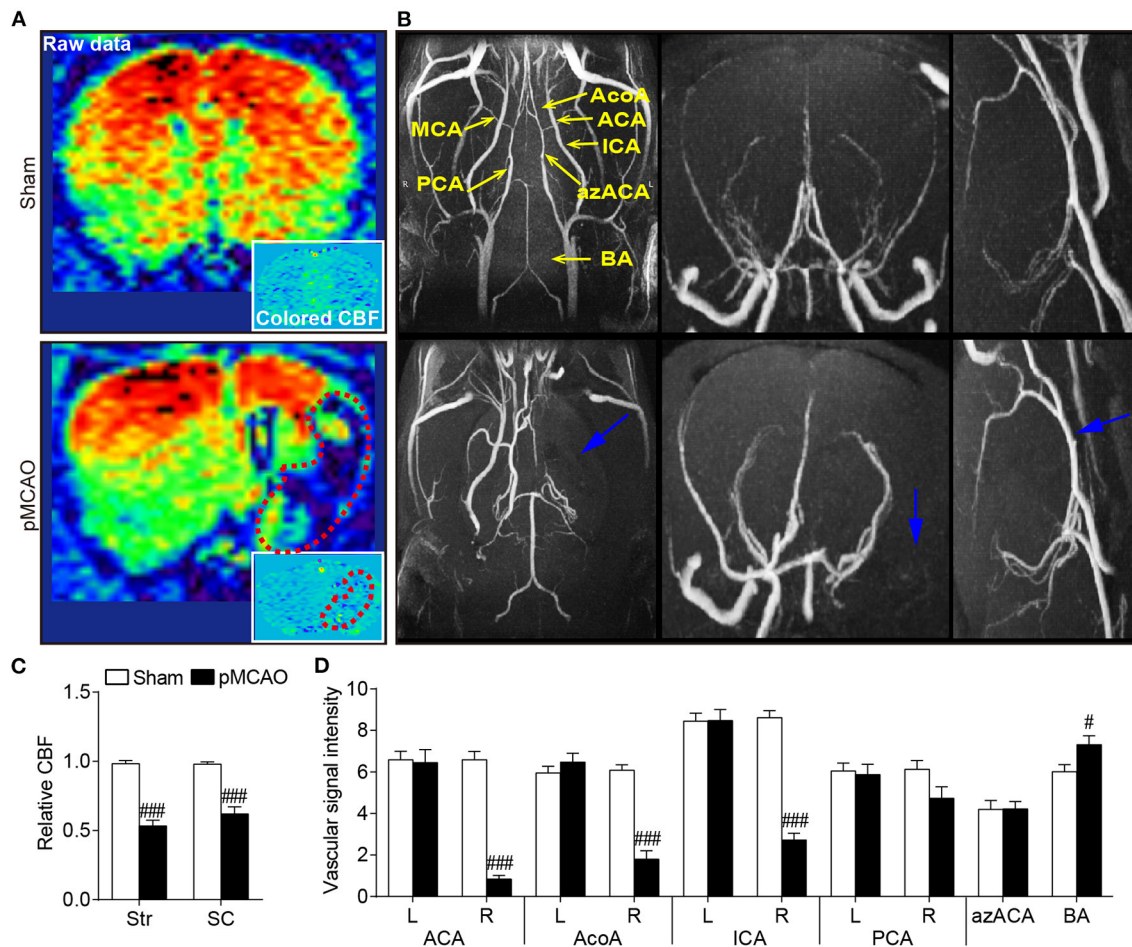 A
B
Raw data
Sham
Colored CBF
pMCAO
AcoA
MCA
ACA
ICA
PCA
azACA
R
L
BA
C
D
Sham
pMCAO
Relative CBF
1.5
1.0
0.5
0.0
###
###
Str
SC
Vascular signal intensity
10
8
6
4
2
0
###
###
###
#
L
R
L
R
L
R
L
R
azACA
BA
ACA
AcoA
ICA
PCA